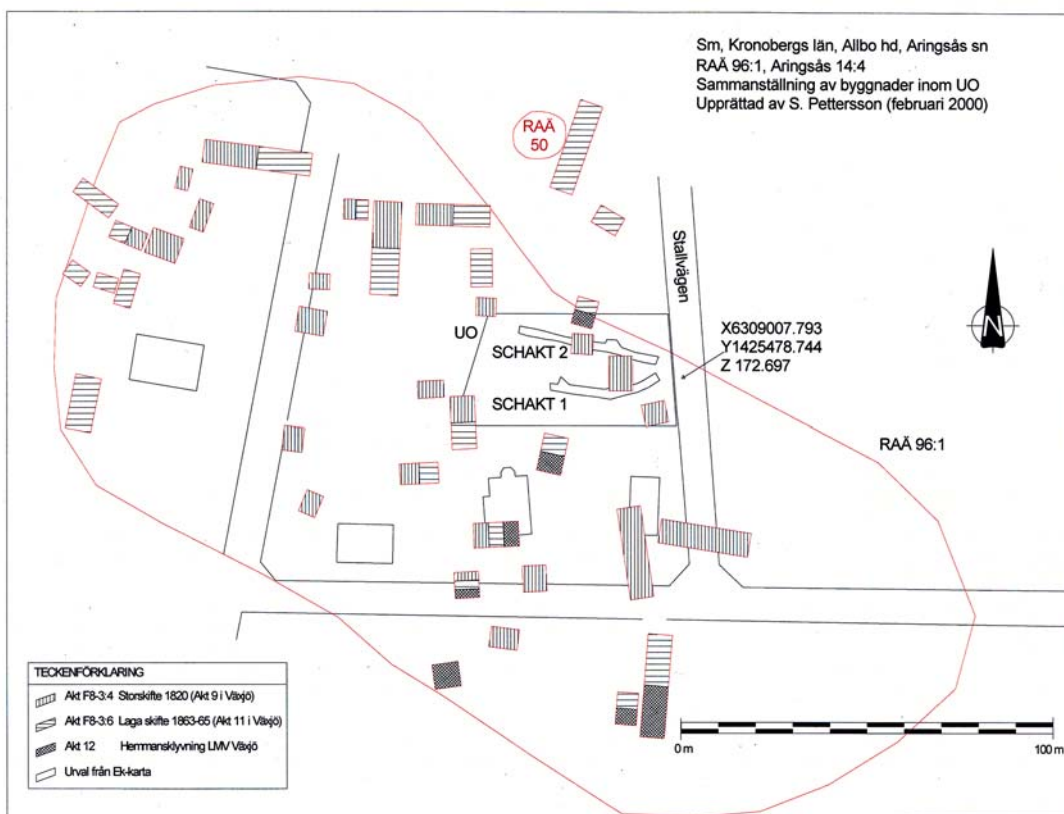 Sm, Kronobergs län, Allbo hd, Aringsås sn
RAÄ 96:1, Aringsås 14:4
Sammanställning av byggnader inom UO
Upprättad av S. Pettersson (februari 2000)
RAÄ
50
Stallvägen
N
X6309007.793
Y1425478.744
Z 172.697
UO
SCHAKT 2
SCHAKT 1
RAÄ 96:1
TECKENFÖRKLARING
Akt F8-3:4 Storskifte 1820 (Akt 9 i Växjö)
Akt F8-3:6 Laga skifte 1863-65 (Akt 11 i Växjö)
Akt 12 Hemmansklyvning LMV Växjö
Urval från Ek-karta
0 m
100 m